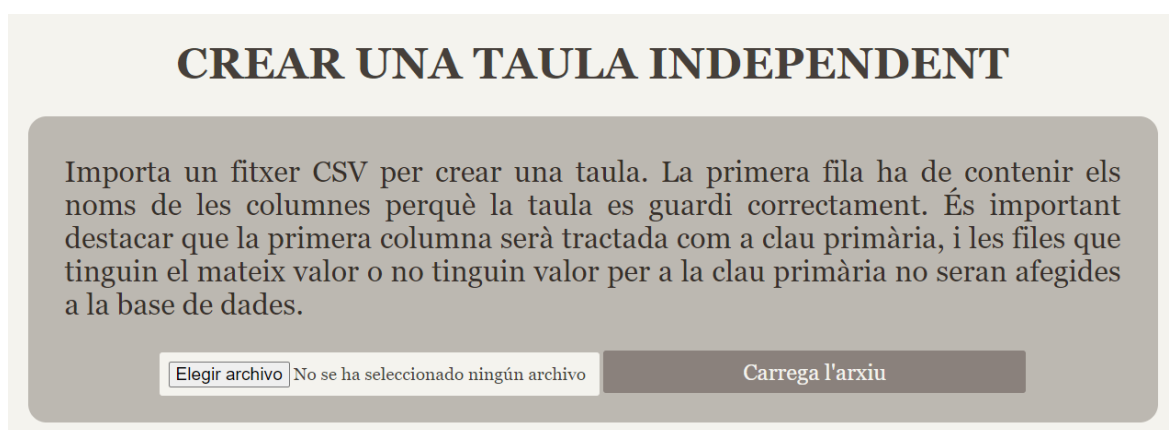 CREAR UNA TAULA INDEPENDENT
Importa un fitxer CSV per crear una taula. La primera fila ha de contenir els
noms de les columnes perquè la taula es guardi correctament. És important
destacar que la primera columna serà tractada com a clau primària, i les files que
tinguin el mateix valor o no tinguin valor per a la clau primària no seran afegides
a la base de dades.
Elegir archivo No se ha seleccionado ningún archivo Carrega l'arxiu